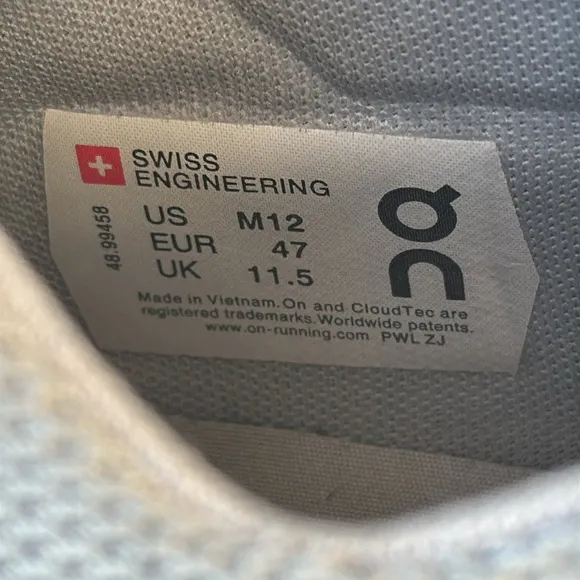 SWISS
ENGINEERING
US M12
EUR 47
UK 11.5
48.99458
Made in Vietnam. On and CloudTec are
registered trademarks. Worldwide patents.
www.on-running.com PWL ZJ